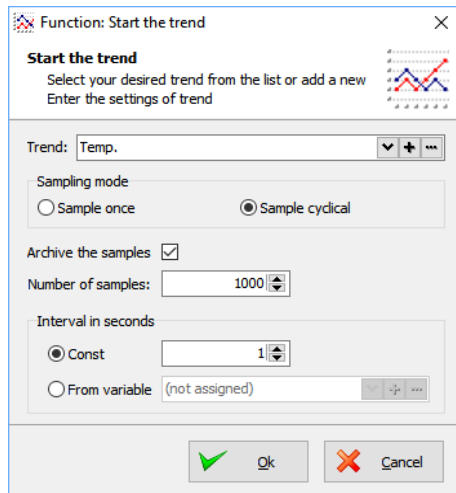 Function: Start the trend
Start the trend
Select your desired trend from the list or add a new
Enter the settings of trend
Trend: Temp.
Sampling mode
Sample once Sample cyclical
Archive the samples
Number of samples: 1000
Interval in seconds
Const 1
From variable (not assigned)
Ok Cancel